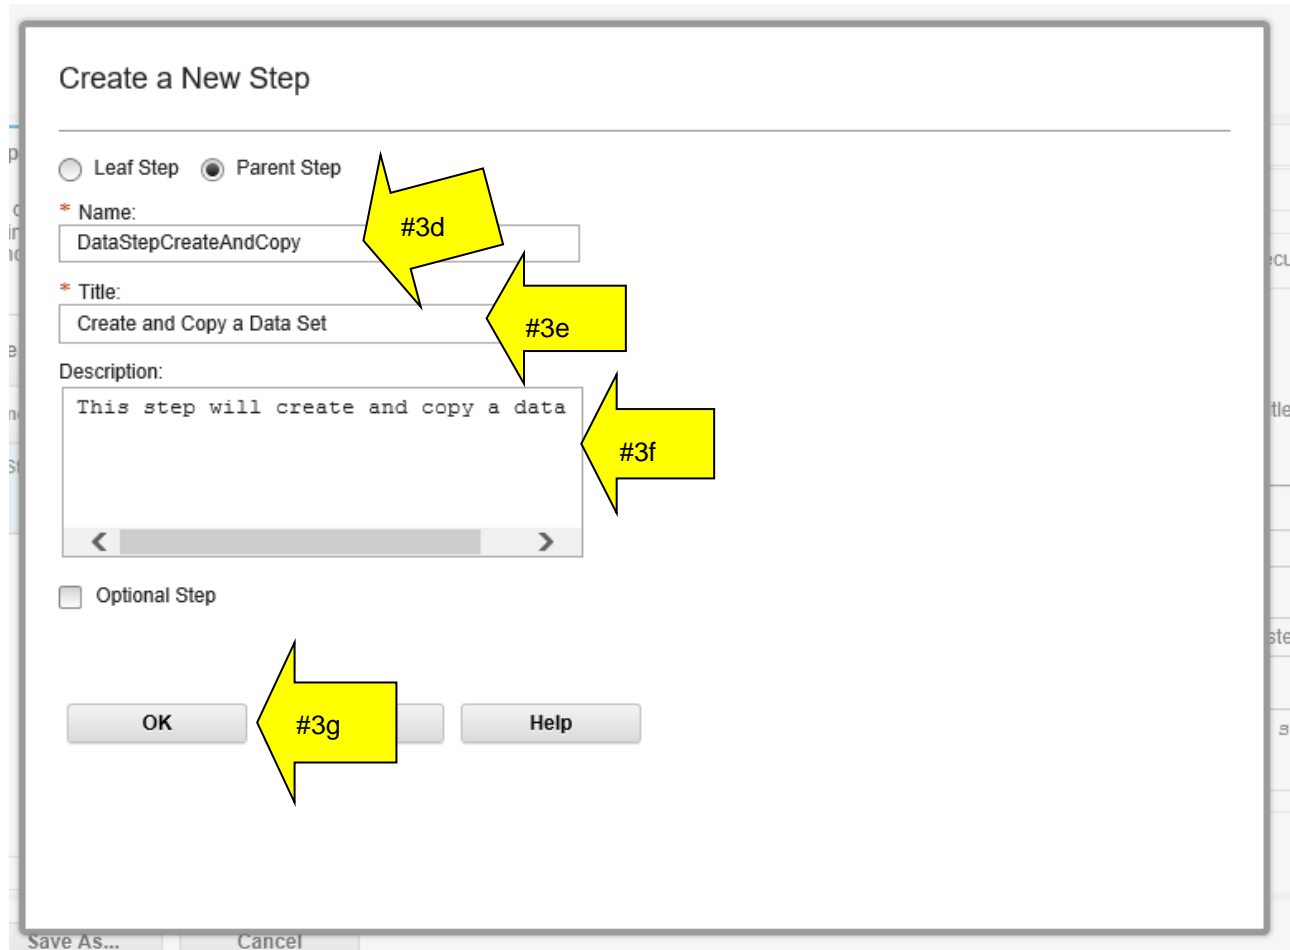 Create a New Step
Leaf Step Parent Step
* Name:
DataStepCreateAndCopy
#3d
* Title:
Create and Copy a Data Set
#3e
Description:
This step will create and copy a data
#3f
Optional Step
OK
#3g
Help
Save As... Cancel